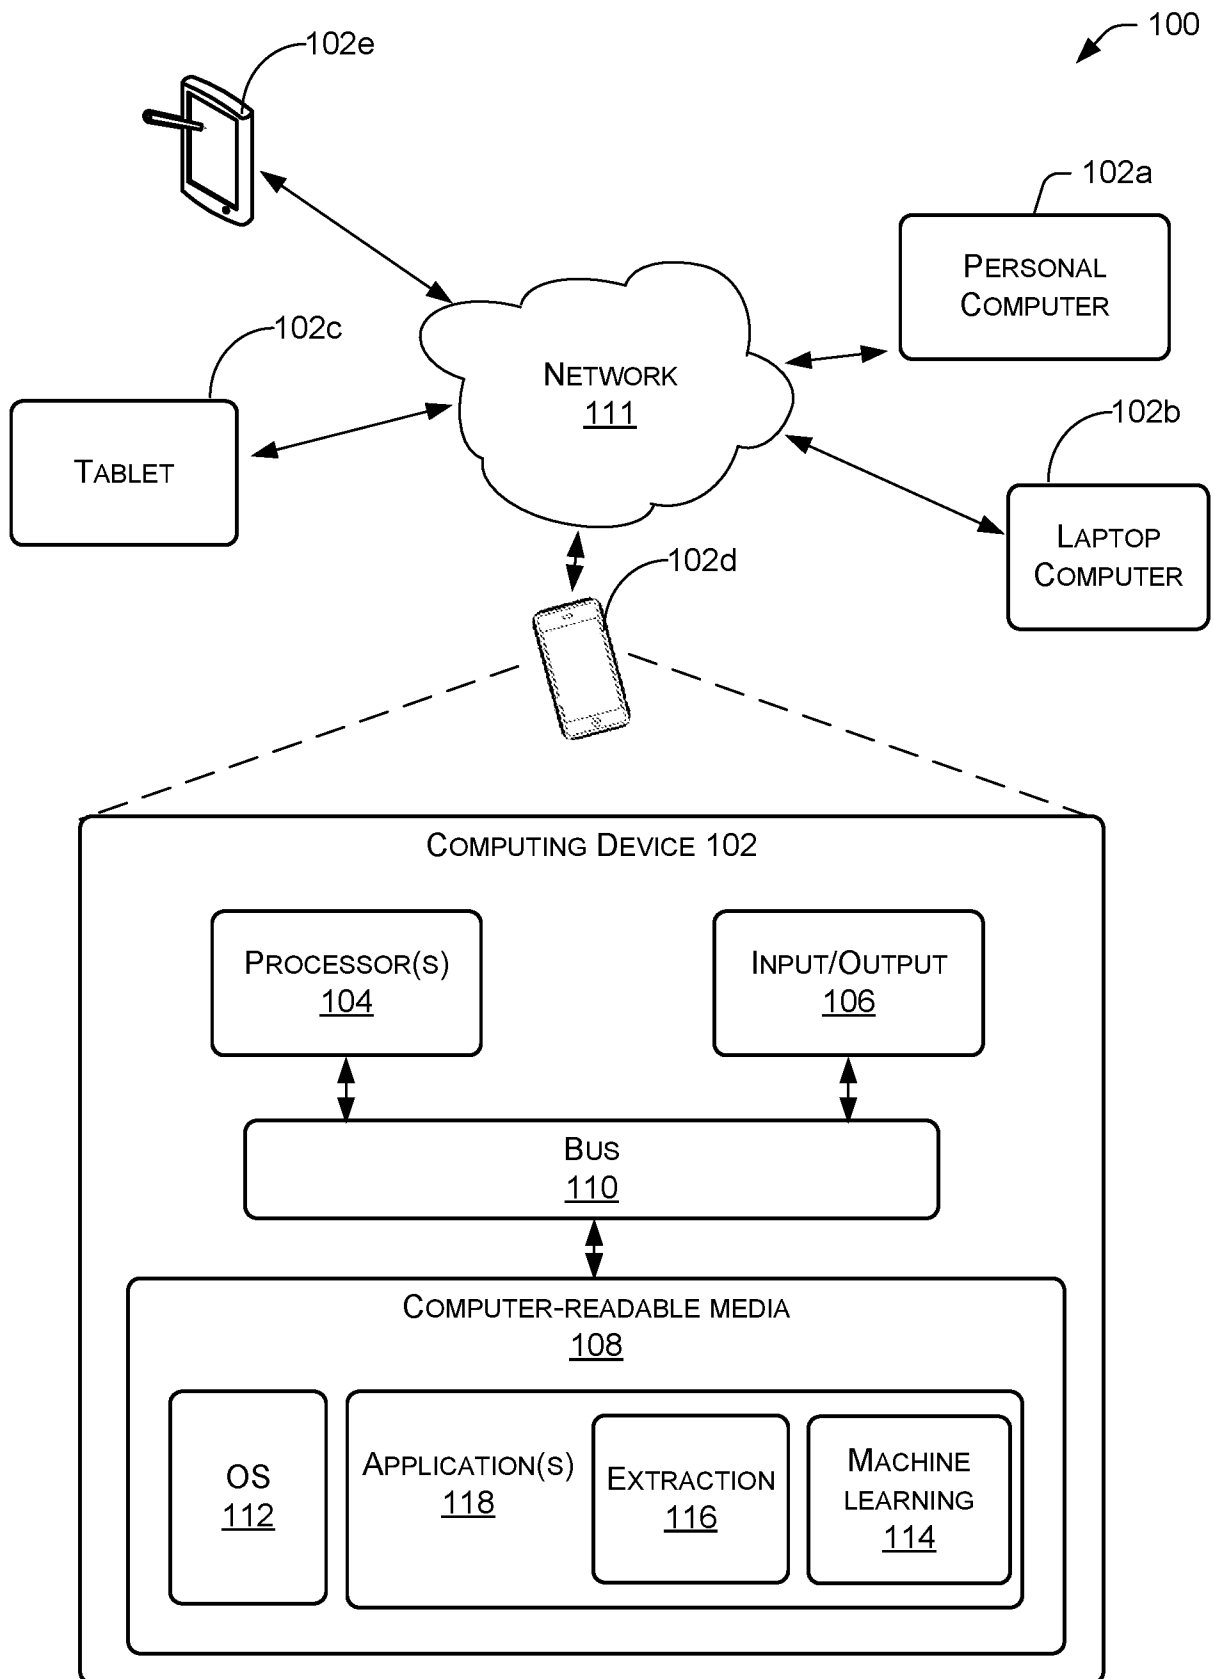 100
102e
102a
PERSONAL
COMPUTER
102c
NETWORK
111
102b
TABLET
LAPTOP
COMPUTER
102d
COMPUTING DEVICE 102
PROCESSOR(S)
104
INPUT/OUTPUT
106
BUS
110
COMPUTER-READABLE MEDIA
108
OS
112
APPLICATION(S)
118
EXTRACTION
116
MACHINE
LEARNING
114